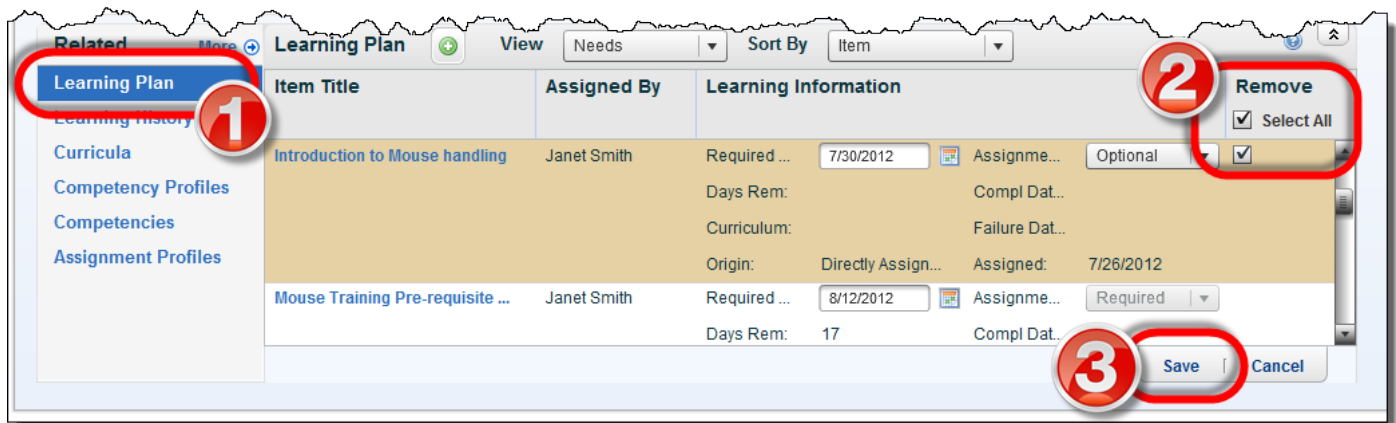 Related More Learning Plan View Needs Sort By Item
Learning Plan Item Title Assigned By Learning Information Remove
1 2
Learning History Select All
Curricula Introduction to Mouse handling Janet Smith Required ... 7/30/2012 Assignme... Optional
Competency Profiles Days Rem: Compl Dat...
Competencies Curriculum: Failure Dat...
Assignment Profiles Origin: Directly Assign... Assigned: 7/26/2012
Mouse Training Pre-requisite ... Janet Smith Required ... 8/12/2012 Assignme... Required
Days Rem: 17 Compl Dat...
3 Save Cancel